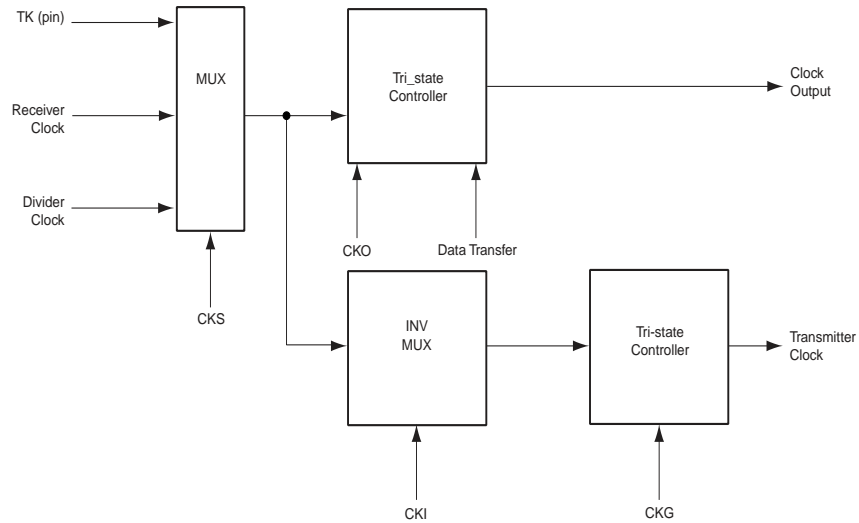 TK (pin)
MUX
Tri_state
Controller
Clock
Output
Receiver
Clock
Divider
Clock
CKO
Data Transfer
CKS
INV
MUX
Tri-state
Controller
Transmitter
Clock
CKI
CKG